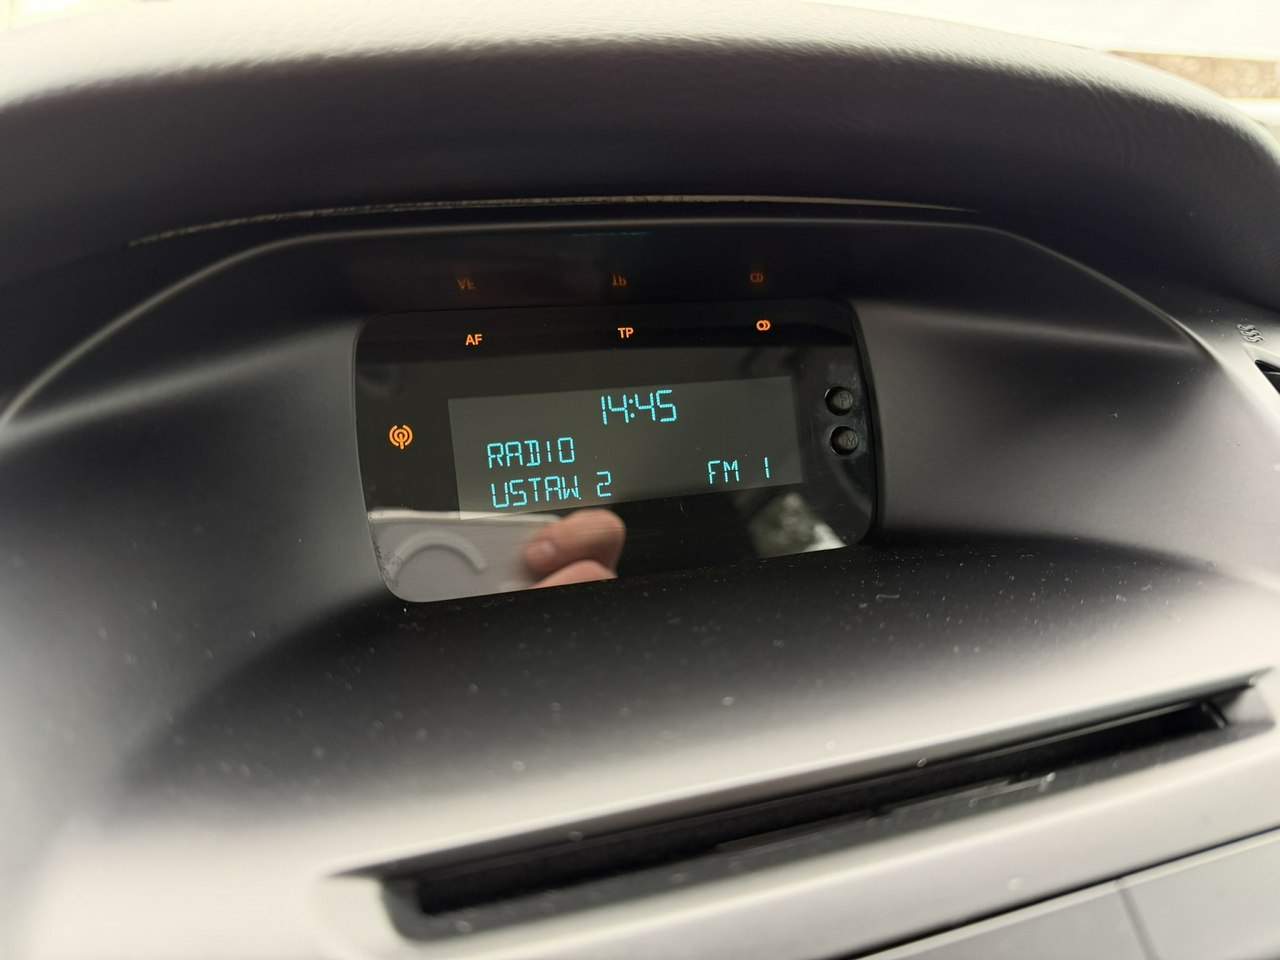 AF TP
14:45
RADIO
USTAW. 2 FM 1
H
M